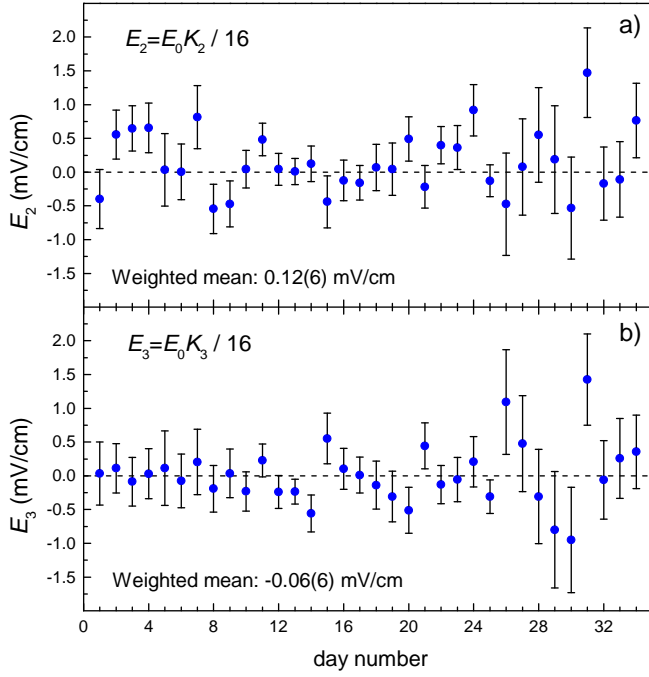 a)
E₂=E₀K₂ / 16
2.0
1.5
1.0
0.5
0.0
-0.5
-1.0
-1.5
E₂ (mV/cm)
Weighted mean: 0.12(6) mV/cm
b)
E₃=E₀K₃ / 16
2.0
1.5
1.0
0.5
0.0
-0.5
-1.0
-1.5
E₃ (mV/cm)
Weighted mean: -0.06(6) mV/cm
0 4 8 12 16 20 24 28 32
day number